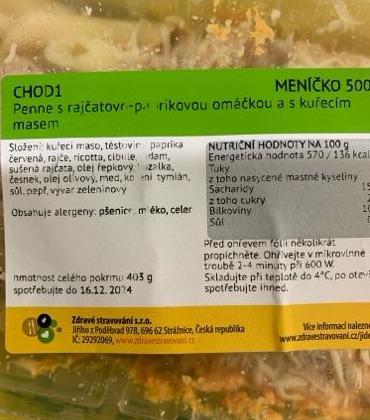 CHOD1 MENÍČKO 500
Penne s rajčatovo-paprikovou omáčkou a s kuřecím
masem
Složení: kuřecí maso, těstoviny, paprika
červená, rajče, ricotta, cibule,
sušená rajčata, olej řepkový,
česnek, olej olivový, med, tymián,
sůl, pepř, vývar zeleninový
Obsahuje alergeny: pšenice, mléko, celer
hmotnost celého pokrmu 403 g
spotřebujte do 16.12.2024
NUTRIČNÍ HODNOTY NA 100 g
Energetická hodnota 570 / 136 kcal
Tuky
z toho nasycené mastné kyseliny
Sacharidy
z toho cukry
Bílkoviny
Sůl
Před ohřevem fólii několikrát
propíchněte. Ohřívejte v mikrovlnné
troubě 2-4 minuty při 600 W.
Skladujte při teplotě do 4°C, po
spotřebujte ihned.
Zdravé stravování s.r.o.
Jiřího z Poděbrad 978, 696 62 Strážnice, Česká republika
IČ: 29292069, www.zdravestravovani.cz
Více informací
www.zdravestravovani.cz/